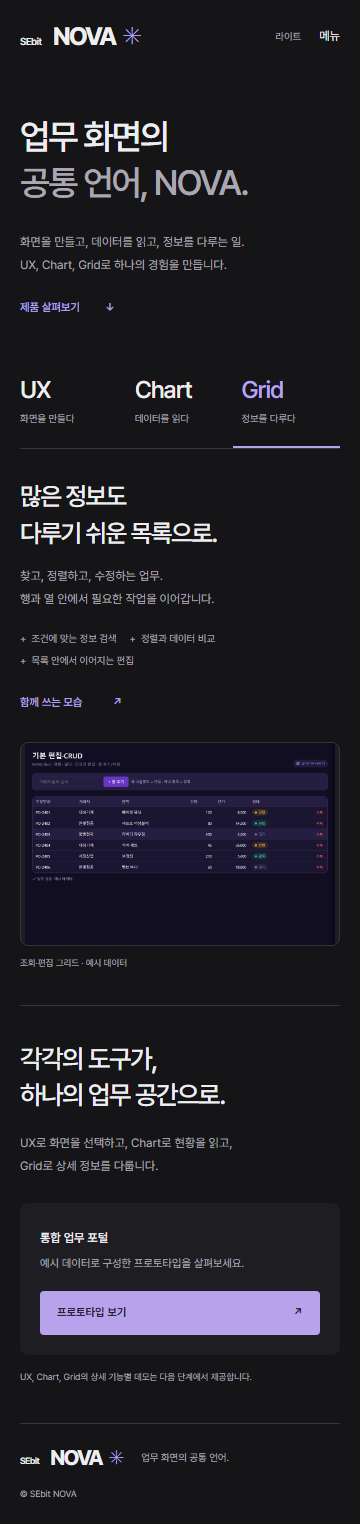 SEbit NOVA 라이트 메뉴
업무 화면의
공통 언어, NOVA.
화면을 만들고, 데이터를 읽고, 정보를 다루는 일.
UX, Chart, Grid로 하나의 경험을 만듭니다.
제품 살펴보기 ↓
UX Chart Grid
화면을 만들다 데이터를 읽다 정보를 다루다
많은 정보도
다루기 쉬운 목록으로.
찾고, 정렬하고, 수정하는 업무.
행과 열 안에서 필요한 작업을 이어갑니다.
+ 조건에 맞는 정보 검색 + 정렬과 데이터 비교
+ 목록 안에서 이어지는 편집
함께 쓰는 모습 ↗
기본 편집·CRUD
+ 행 추가
PO-2401
PO-2402
PO-2403
PO-2404
PO-2405
PO-2406
조회·편집 그리드 · 예시 데이터
각각의 도구가,
하나의 업무 공간으로.
UX로 화면을 선택하고, Chart로 현황을 읽고,
Grid로 상세 정보를 다룹니다.
통합 업무 포털
예시 데이터로 구성한 프로토타입을 살펴보세요.
프로토타입 보기 ↗
UX, Chart, Grid의 상세 기능별 데모는 다음 단계에서 제공합니다.
SEbit NOVA 업무 화면의 공통 언어.
© SEbit NOVA